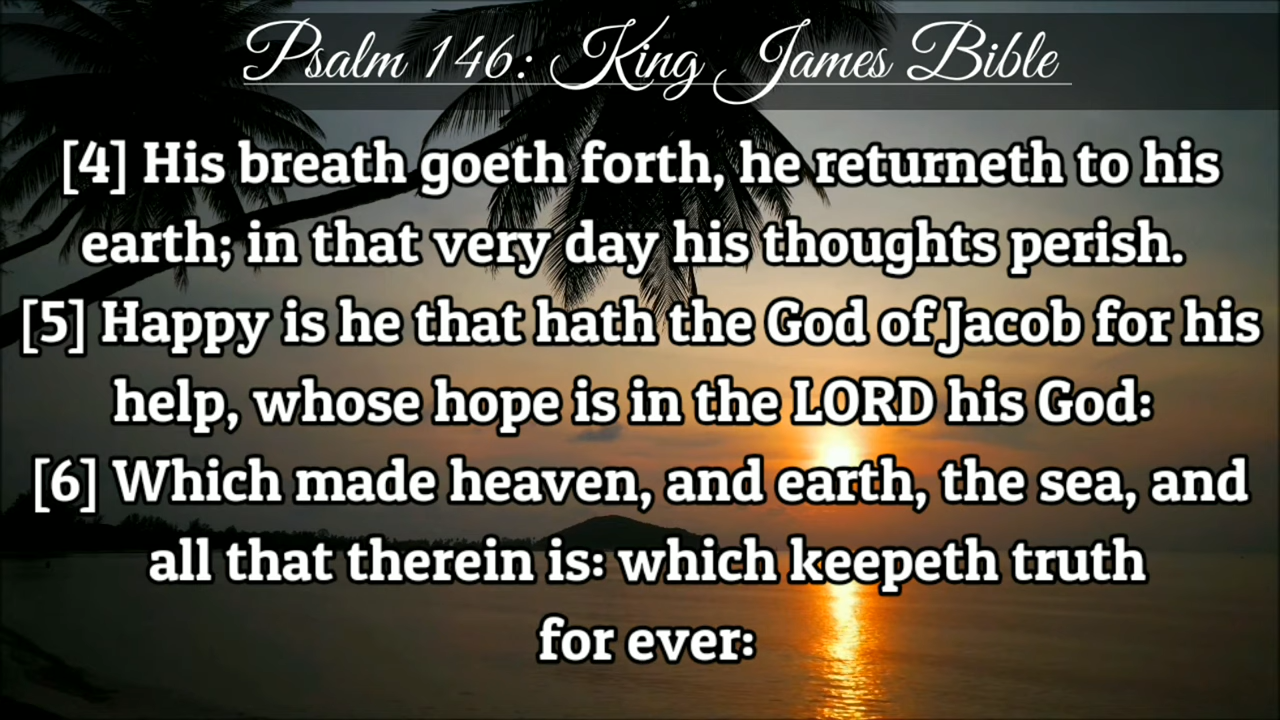 Psalm 146: King James Bible
[4] His breath goeth forth, he returneth to his
earth; in that very day his thoughts perish.
[5] Happy is he that hath the God of Jacob for his
help, whose hope is in the LORD his God:
[6] Which made heaven, and earth, the sea, and
all that therein is: which keepeth truth
for ever: